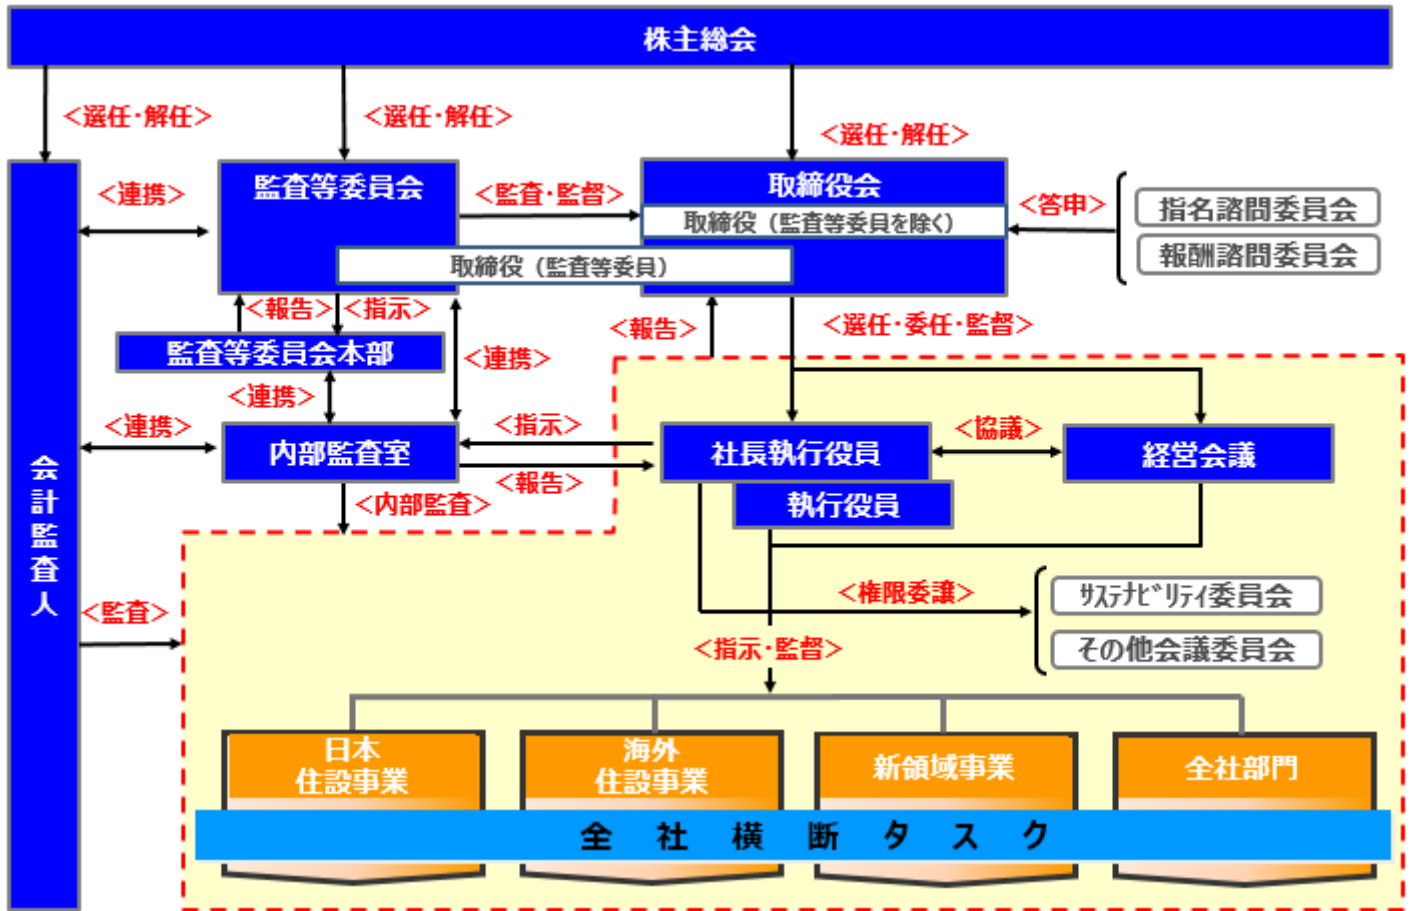 株主総会
<選任・解任>
<選任・解任>
<選任・解任>
監査等委員会
取締役会
<連携>
<監査・監督>
<答申>
指名諮問委員会
取締役（監査等委員を除く）
報酬諮問委員会
取締役（監査等委員）
<報告>
<指示>
<報告>
<選任・委任・監督>
監査等委員会本部
<連携>
<連携>
<連携>
<指示>
<協議>
内部監査室
社長執行役員
経営会議
<報告>
<内部監査>
執行役員
会計監査人
<権限委譲>
ｻｽﾃﾅﾋﾞﾘﾃｨ委員会
<監査>
<指示・監督>
その他会議委員会
日本
住設事業
海外
住設事業
新領域事業
全社部門
全社横断タスク